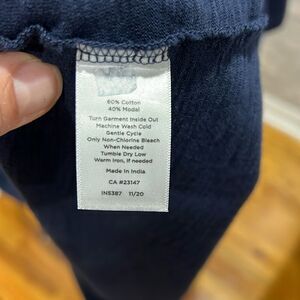 60% Cotton
40% Modal
Turn Garment Inside Out
Machine Wash Cold
Gentle Cycle
Only Non-Chlorine Bleach
When Needed
Tumble Dry Low
Warm Iron, if needed
Made In India
CA #23147
IN5387 11/20